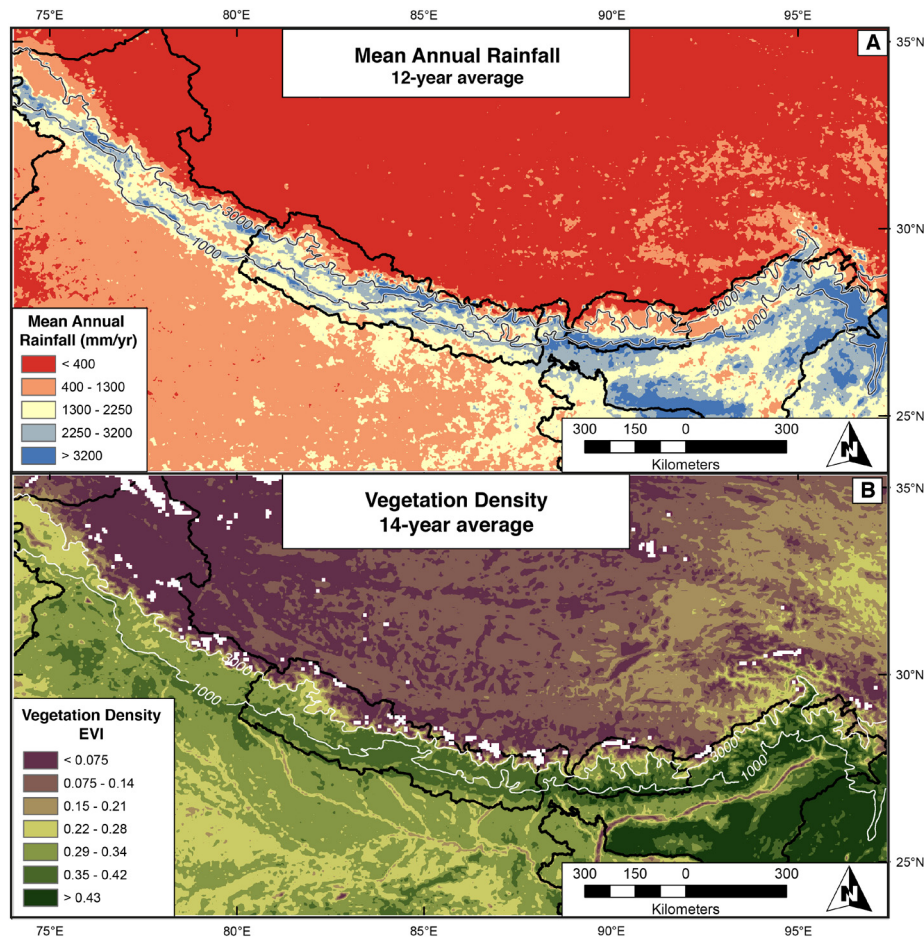 75°E 80°E 85°E 90°E 95°E
35°N
A
Mean Annual Rainfall
12-year average
3000
1000
3000
1000
Mean Annual
Rainfall (mm/yr)
< 400
400 - 1300
1300 - 2250
2250 - 3200
> 3200
25°N
300 150 0 300
Kilometers
N
B
35°N
Vegetation Density
14-year average
3000
1000
3000
1000
Vegetation Density
EVI
< 0.075
0.075 - 0.14
0.15 - 0.21
0.22 - 0.28
0.29 - 0.34
0.35 - 0.42
> 0.43
25°N
300 150 0 300
Kilometers
N
75°E 80°E 85°E 90°E 95°E